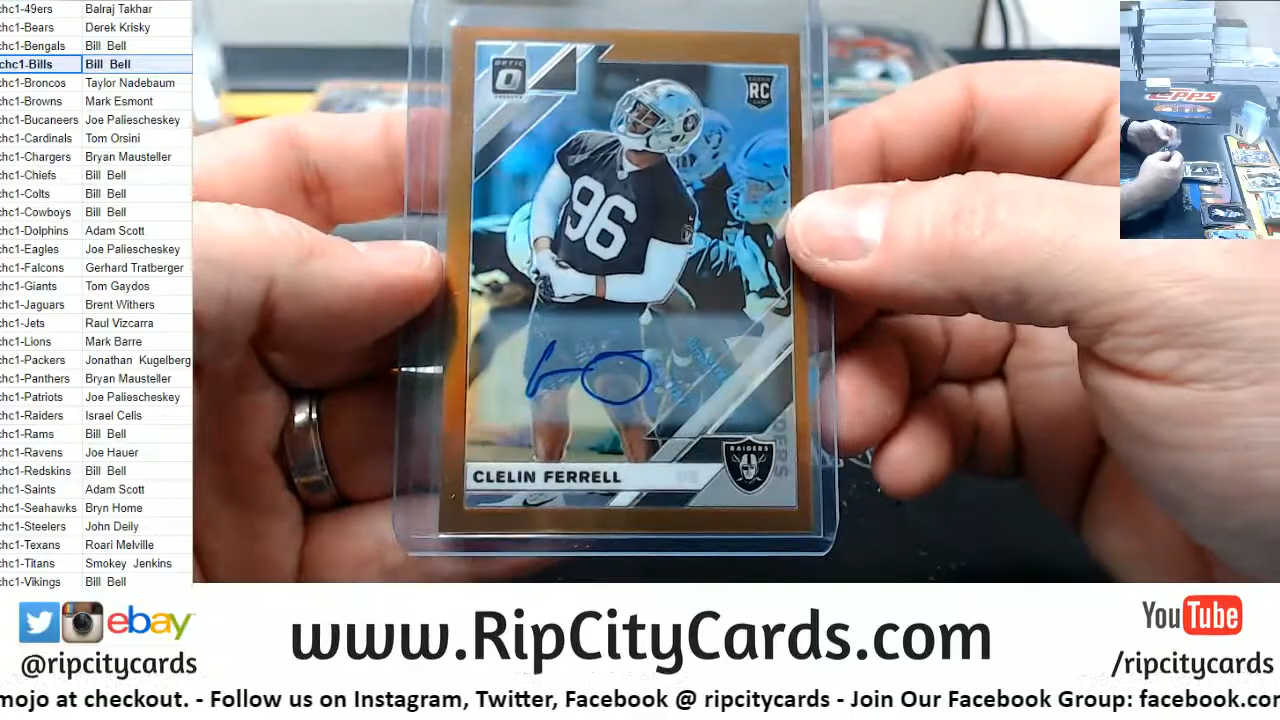 chc1-49ers Balraj Takhar
chc1-Bears Derek Krisky
chc1-Bengals Bill Bell
chc1-Bills Bill Bell
chc1-Broncos Taylor Nadebaum
chc1-Browns Mark Esmont
chc1-Bucaneers Joe Paliescheskey
chc1-Cardinals Tom Orsini
chc1-Chargers Bryan Mausteller
chc1-Chiefs Bill Bell
chc1-Colts Bill Bell
chc1-Cowboys Bill Bell
chc1-Dolphins Adam Scott
chc1-Eagles Joe Paliescheskey
chc1-Falcons Gerhard Tratberger
chc1-Giants Tom Gaydos
chc1-Jaguars Brent Withers
chc1-Jets Raul Vizcarra
chc1-Lions Mark Barre
chc1-Packers Jonathan Kugelberg
chc1-Panthers Bryan Mausteller
chc1-Patriots Joe Paliescheskey
chc1-Raiders Israel Celis
chc1-Rams Bill Bell
chc1-Ravens Joe Hauer
chc1-Redskins Bill Bell
chc1-Saints Adam Scott
chc1-Seahawks Bryn Home
chc1-Steelers John Deily
chc1-Texans Roari Melville
chc1-Titans Smokey Jenkins
chc1-Vikings Bill Bell
OPTIC
RC
96
CLELIN FERRELL
RAIDERS
TOPPS
ebay
@ripcitycards
www.RipCityCards.com
YouTube
/ripcitycards
mojo at checkout. - Follow us on Instagram, Twitter, Facebook @ ripcitycards - Join Our Facebook Group: facebook.com